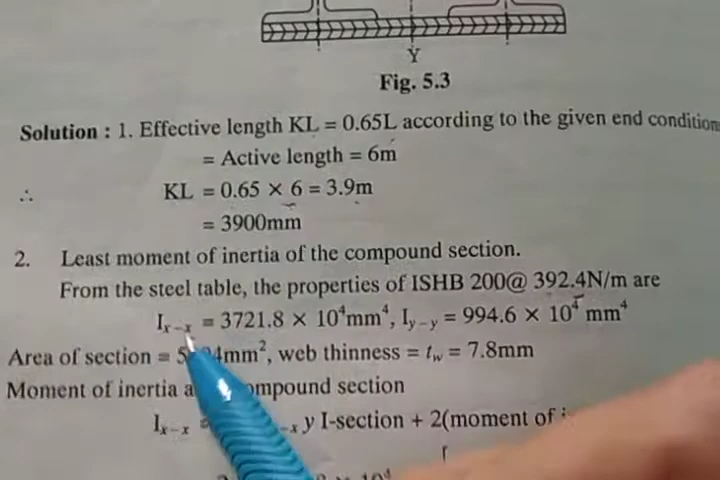 Y
Fig. 5.3
Solution : 1. Effective length KL = 0.65L according to the given end condition
= Active length = 6m
∴ KL = 0.65 × 6 = 3.9m
= 3900mm
2. Least moment of inertia of the compound section.
From the steel table, the properties of ISHB 200@ 392.4N/m are
Iₓ₋ₓ = 3721.8 × 10⁴mm⁴, Iy–y = 994.6 × 10⁴ mm⁴
Area of section = mm², web thinness = tw = 7.8mm
Moment of inertia compound section
Iₓ₋ₓ y I-section + 2(moment of